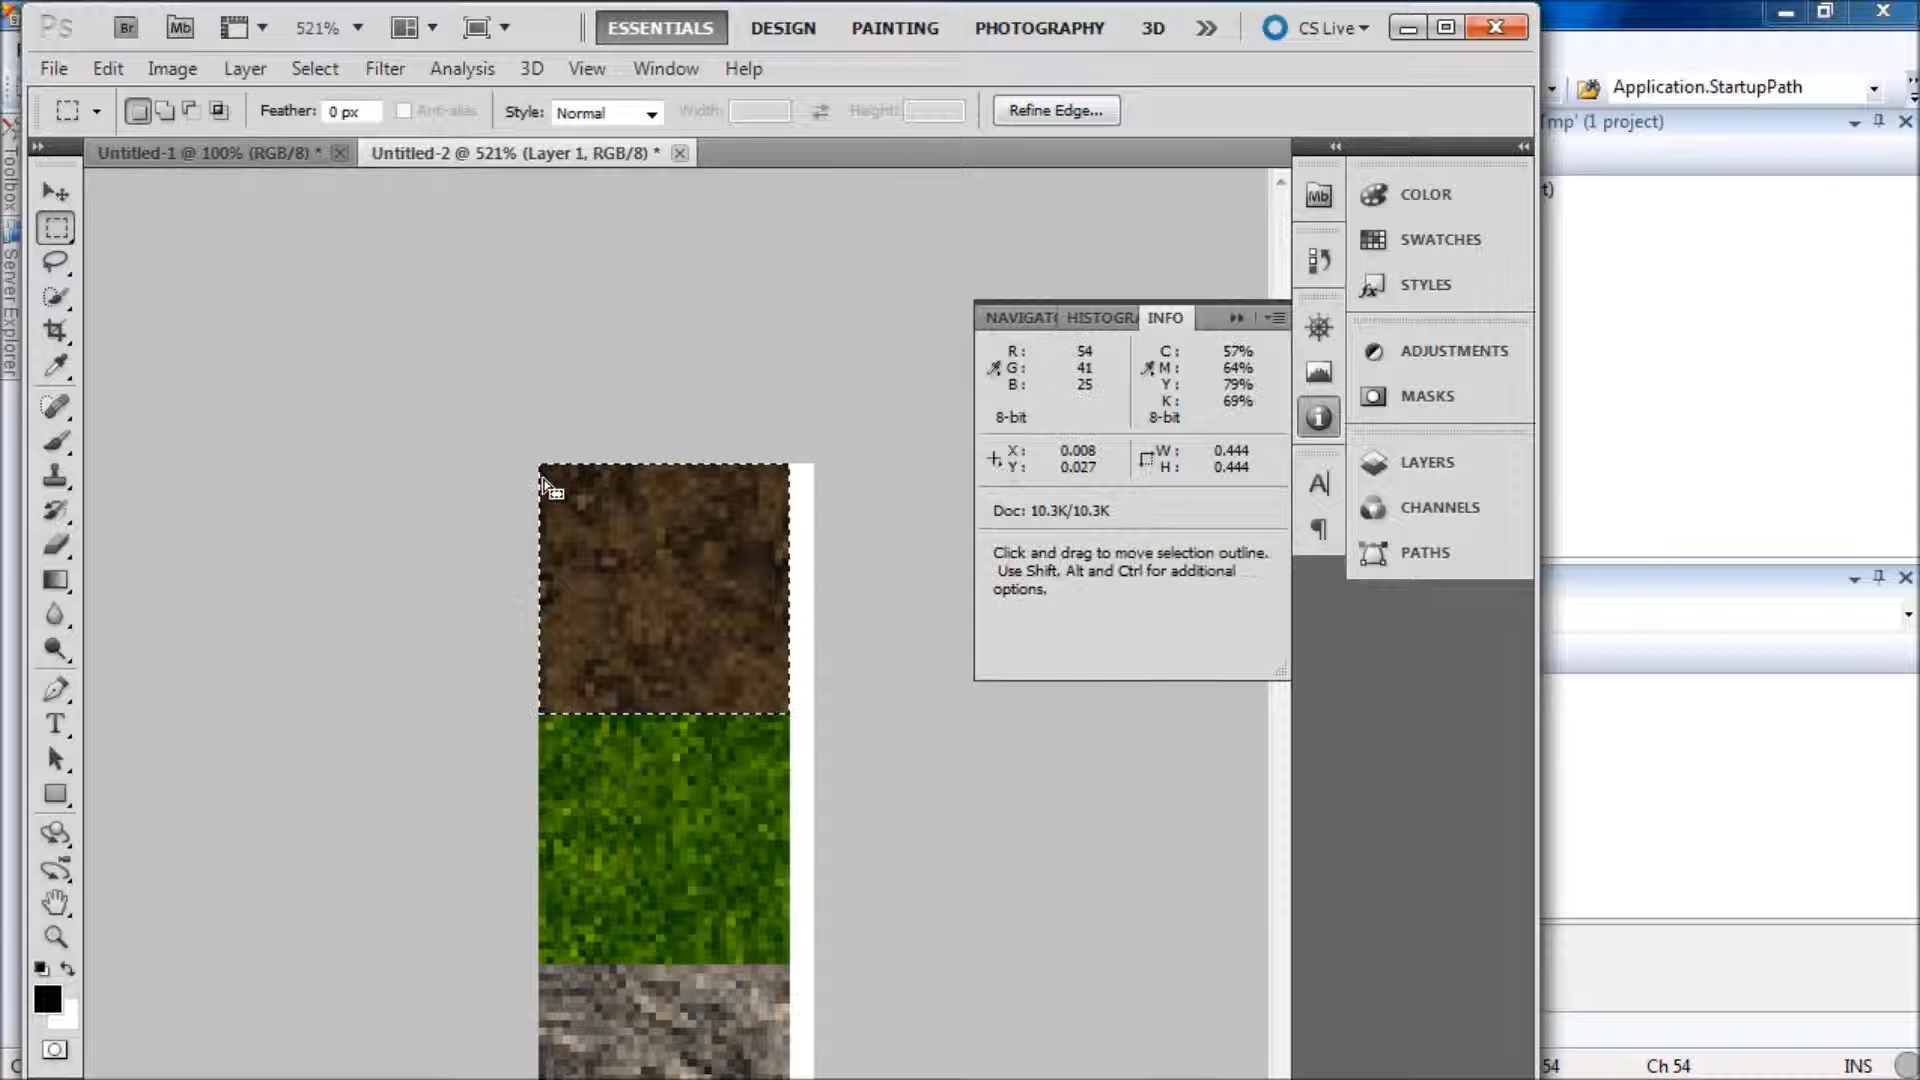 Ps Br Mb 521% ESSENTIALS DESIGN PAINTING PHOTOGRAPHY 3D CS Live
File Edit Image Layer Select Filter Analysis 3D View Window Help
Feather: 0 px Anti-alias Style: Normal Width: Height: Refine Edge...
Application.StartupPath
Tmp' (1 project)
Untitled-1 @ 100% (RGB/8) * Untitled-2 @ 521% (Layer 1, RGB/8) *
Toolbox
Server Explorer
t)
Mb
COLOR
SWATCHES
STYLES
ADJUSTMENTS
MASKS
LAYERS
CHANNELS
PATHS
HISTOGRA INFO
NAVIGAT
R: 54 C: 57%
G: 41 M: 64%
B: 25 Y: 79%
K: 69%
8-bit 8-bit
X: 0.008 W: 0.444
Y: 0.027 H: 0.444
Doc: 10.3K/10.3K
Click and drag to move selection outline.
Use Shift, Alt and Ctrl for additional
options.
54 Ch 54 INS